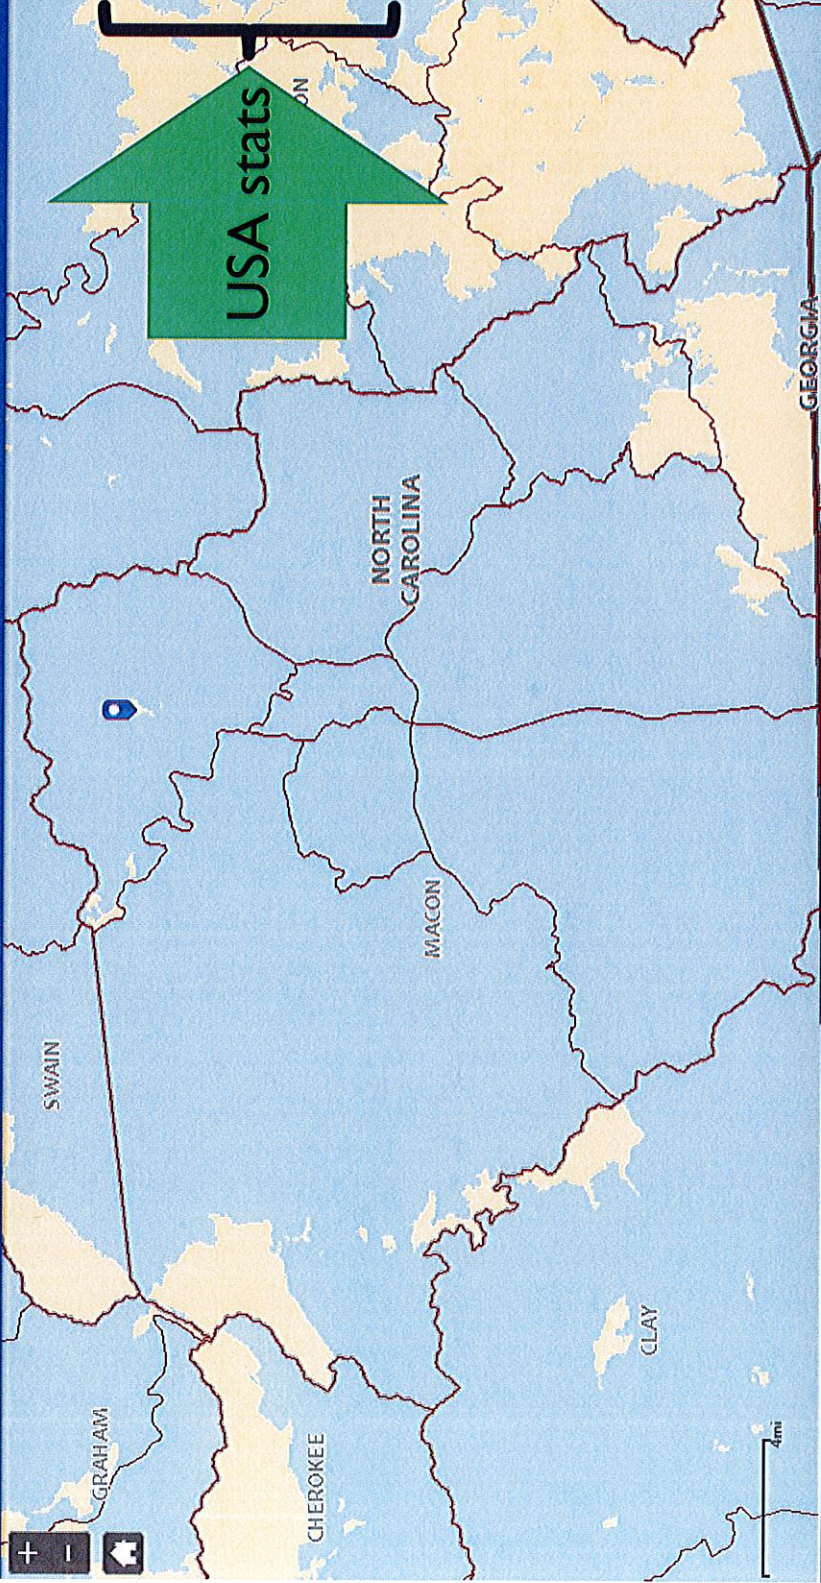 +
SWAIN
−
GRAHAM
USA stats
CHEROKEE
NORTH
CAROLINA
MACON
CLAY
4mi
GEORGIA